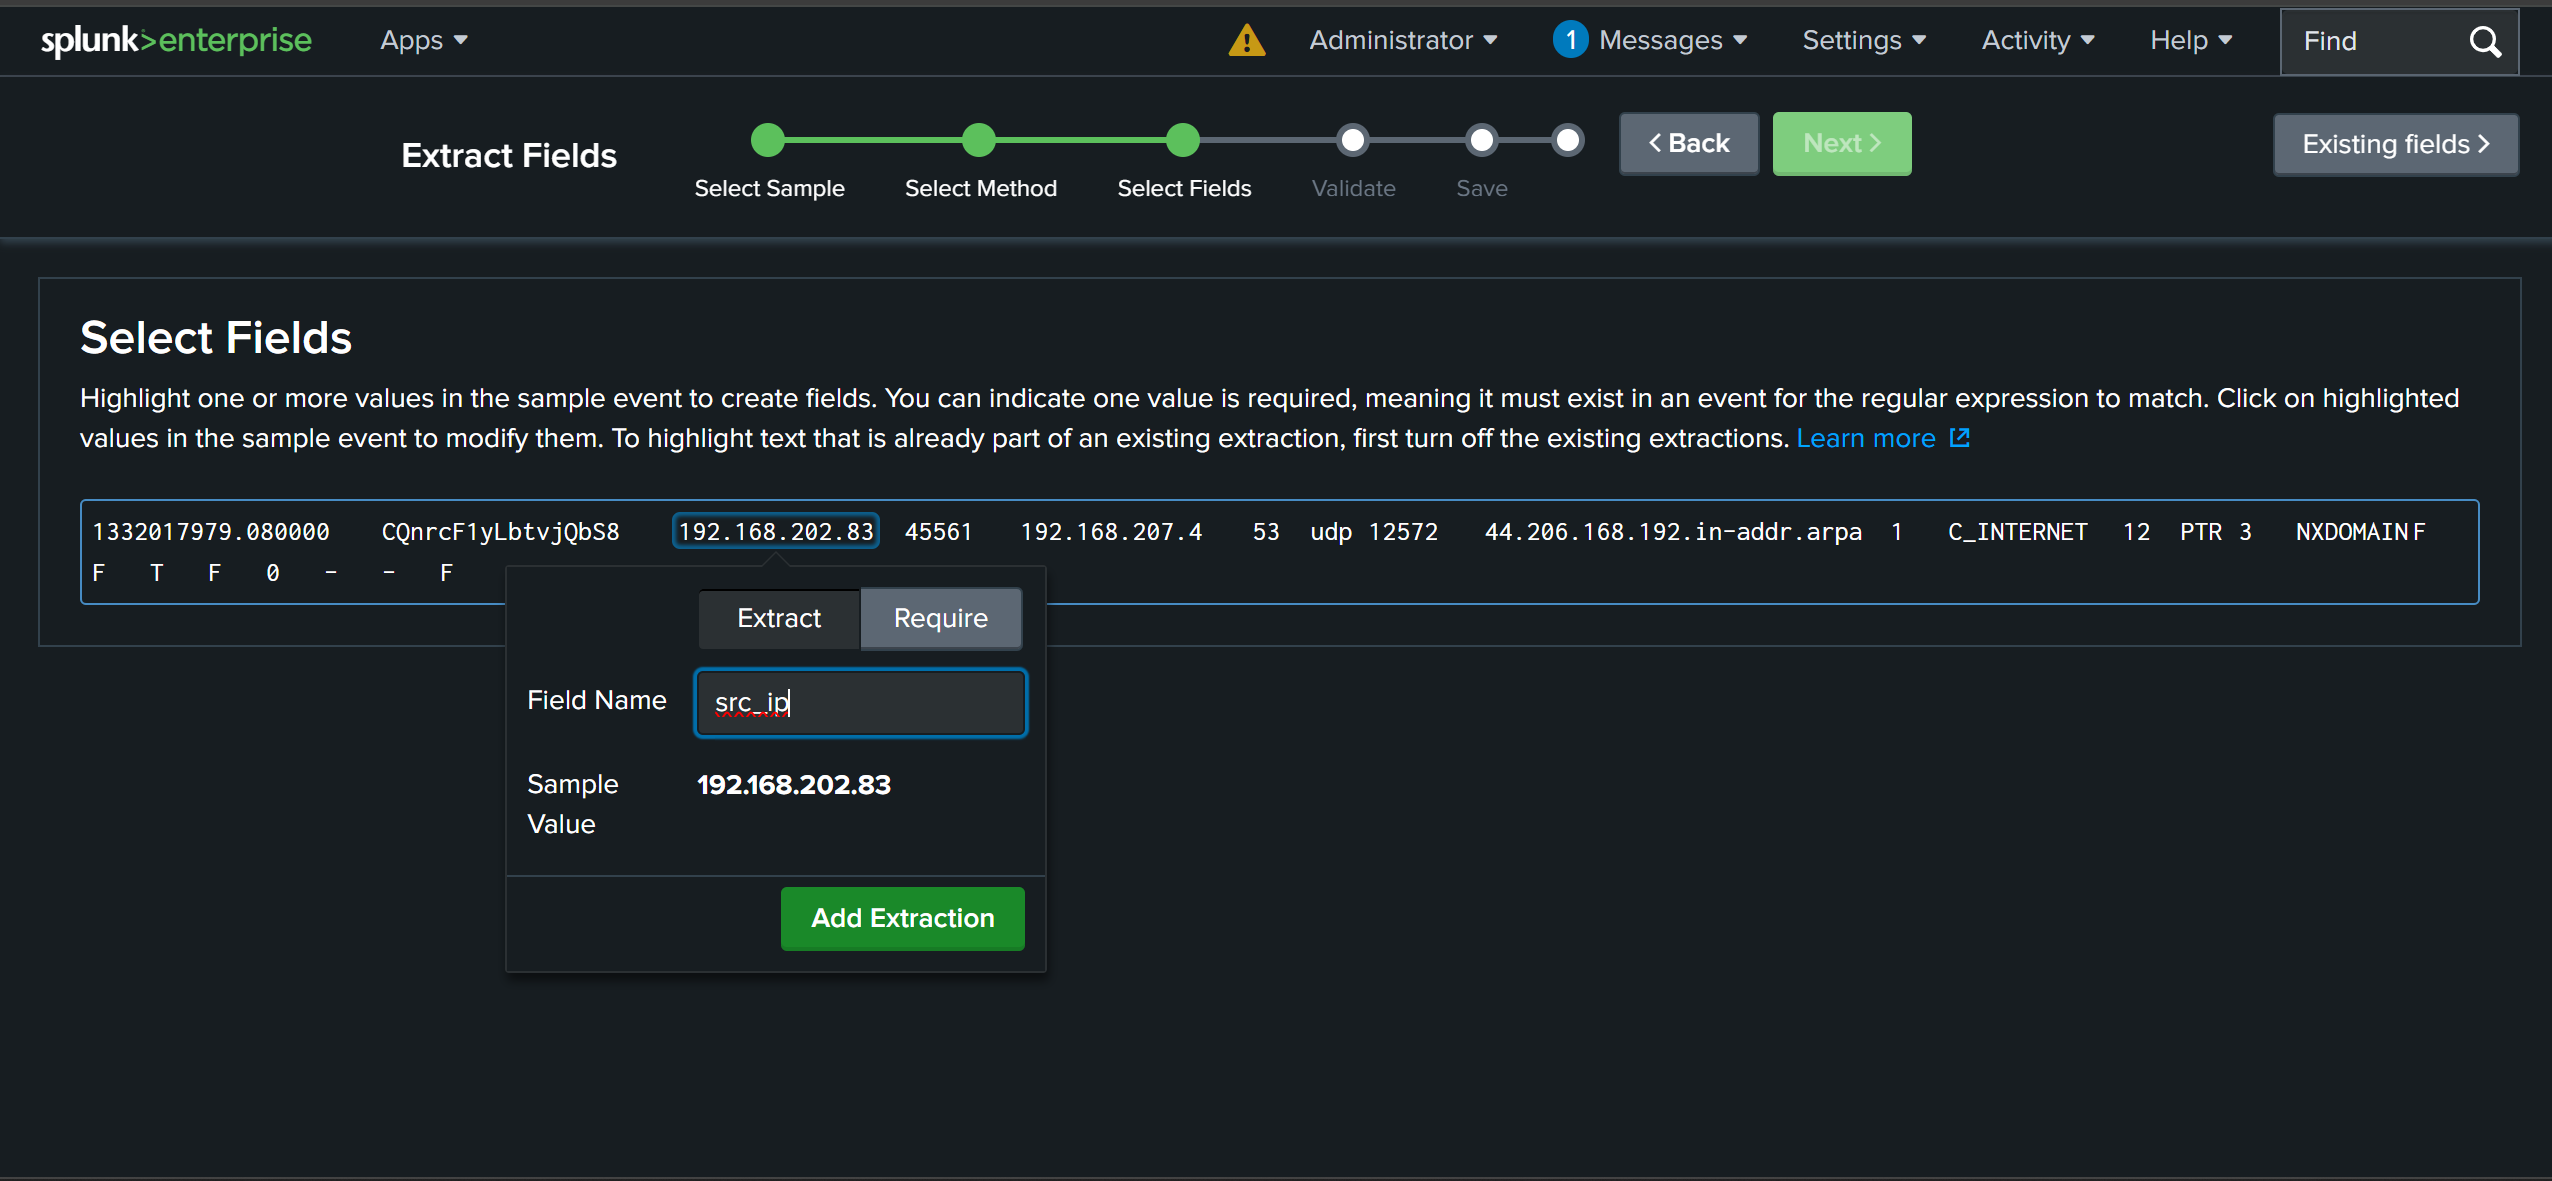 splunk>enterprise Apps Administrator 1 Messages Settings Activity Help Find
Extract Fields
Select Sample Select Method Select Fields Validate Save
< Back Next > Existing fields >
Select Fields
Highlight one or more values in the sample event to create fields. You can indicate one value is required, meaning it must exist in an event for the regular expression to match. Click on highlighted
values in the sample event to modify them. To highlight text that is already part of an existing extraction, first turn off the existing extractions. Learn more
1332017979.080000 CQnrcF1yLbtvjQbS8 192.168.202.83 45561 192.168.207.4 53 udp 12572 44.206.168.192.in-addr.arpa 1 C_INTERNET 12 PTR 3 NXDOMAIN F
F T F 0 - - F
Extract Require
Field Name src_ip
Sample Value 192.168.202.83
Add Extraction